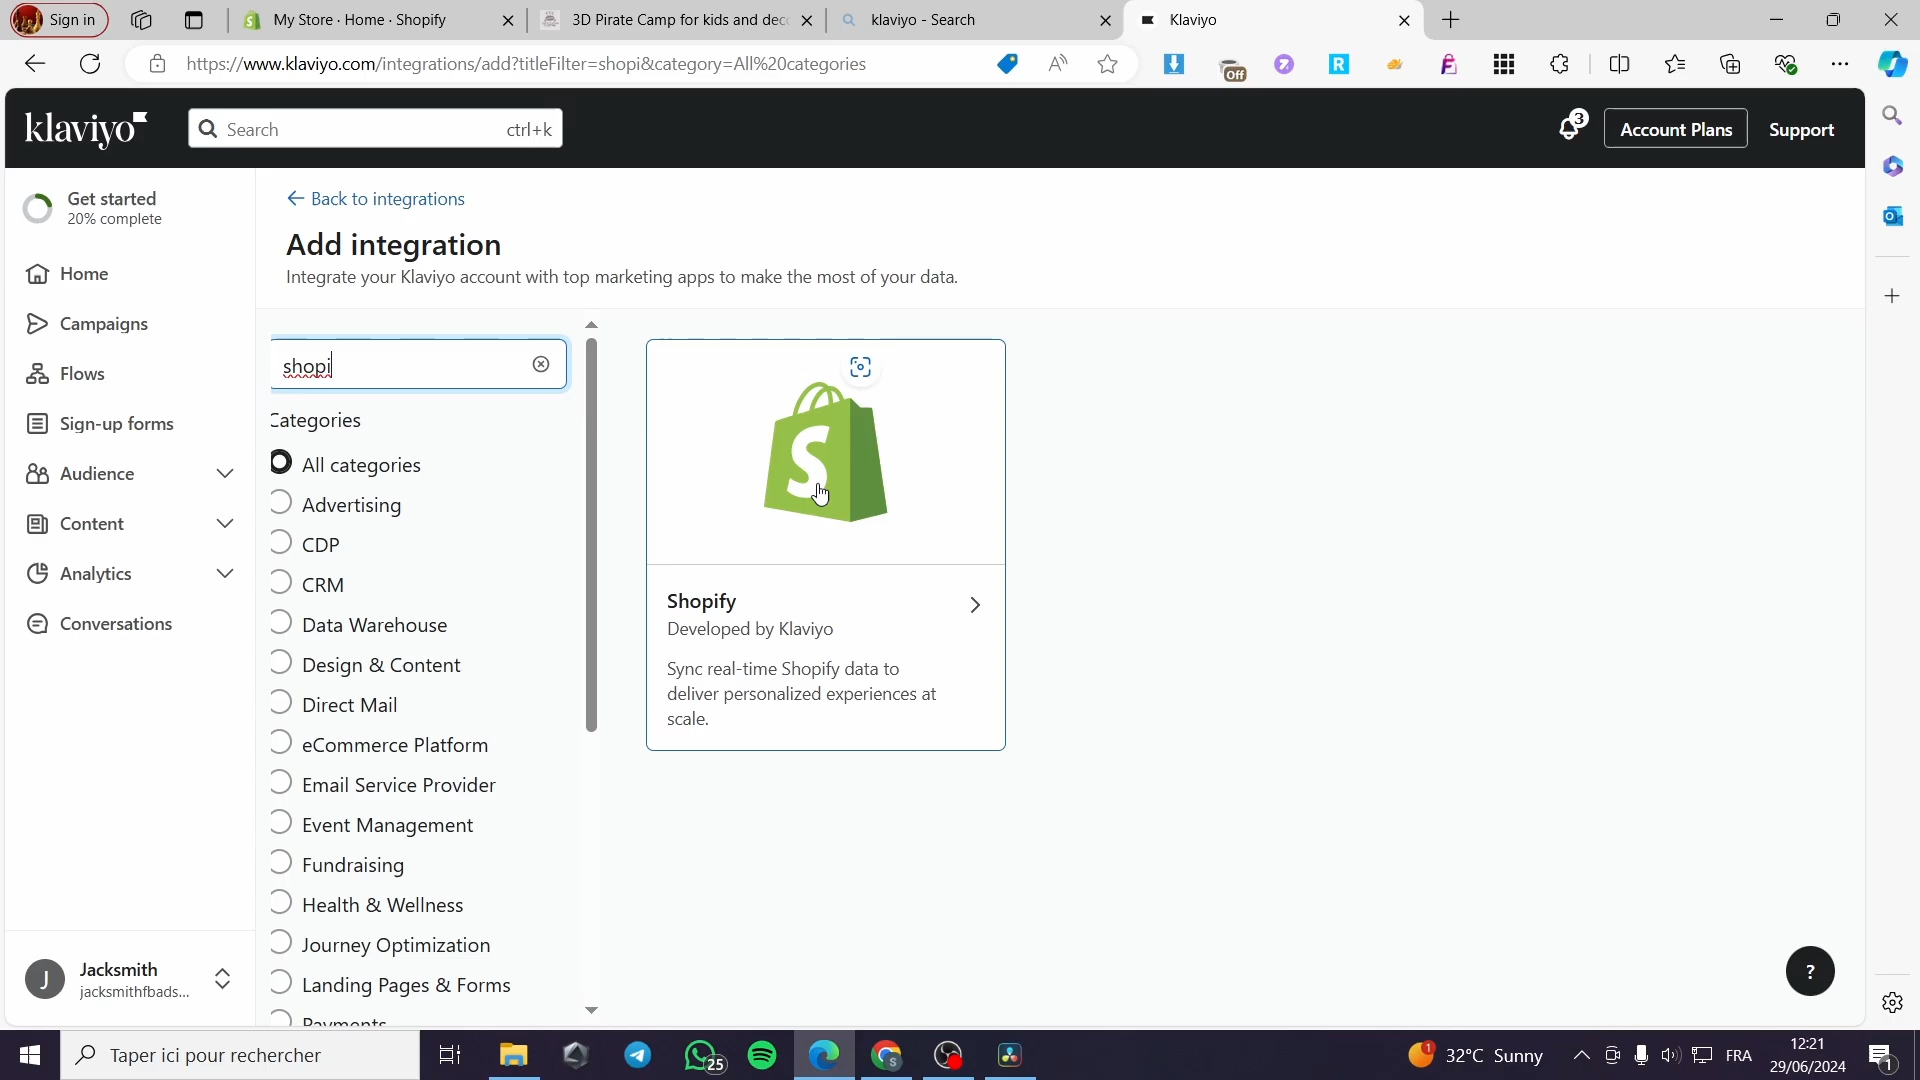 Sign in
My Store · Home · Shopify
3D Pirate Camp for kids and dec
klaviyo - Search
Klaviyo
https://www.klaviyo.com/integrations/add?titleFilter=shopi&category=All%20categories
Off
klaviyo
Search ctrl+k
3
Account Plans
Support
Get started
20% complete
Home
Campaigns
Flows
Sign-up forms
Audience
Content
Analytics
Conversations
Jacksmith
jacksmithfbads...
J
← Back to integrations
Add integration
Integrate your Klaviyo account with top marketing apps to make the most of your data.
shopi
Categories
All categories
Advertising
CDP
CRM
Data Warehouse
Design & Content
Direct Mail
eCommerce Platform
Email Service Provider
Event Management
Fundraising
Health & Wellness
Journey Optimization
Landing Pages & Forms
Payments
S
Shopify
Developed by Klaviyo
Sync real-time Shopify data to
deliver personalized experiences at
scale.
?
Taper ici pour rechercher
25
S
1
32°C Sunny
FRA
12:21
29/06/2024
1